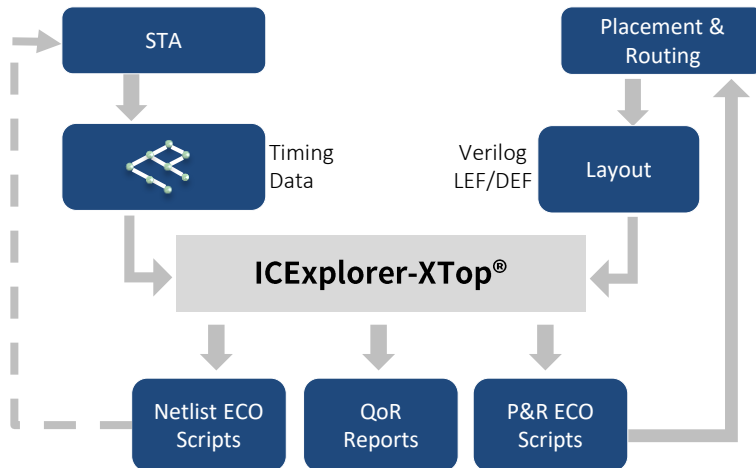 STA
Placement &
Routing
Timing
Data
Verilog
LEF/DEF
Layout
ICExplorer-XTop®
Netlist ECO
Scripts
QoR
Reports
P&R ECO
Scripts